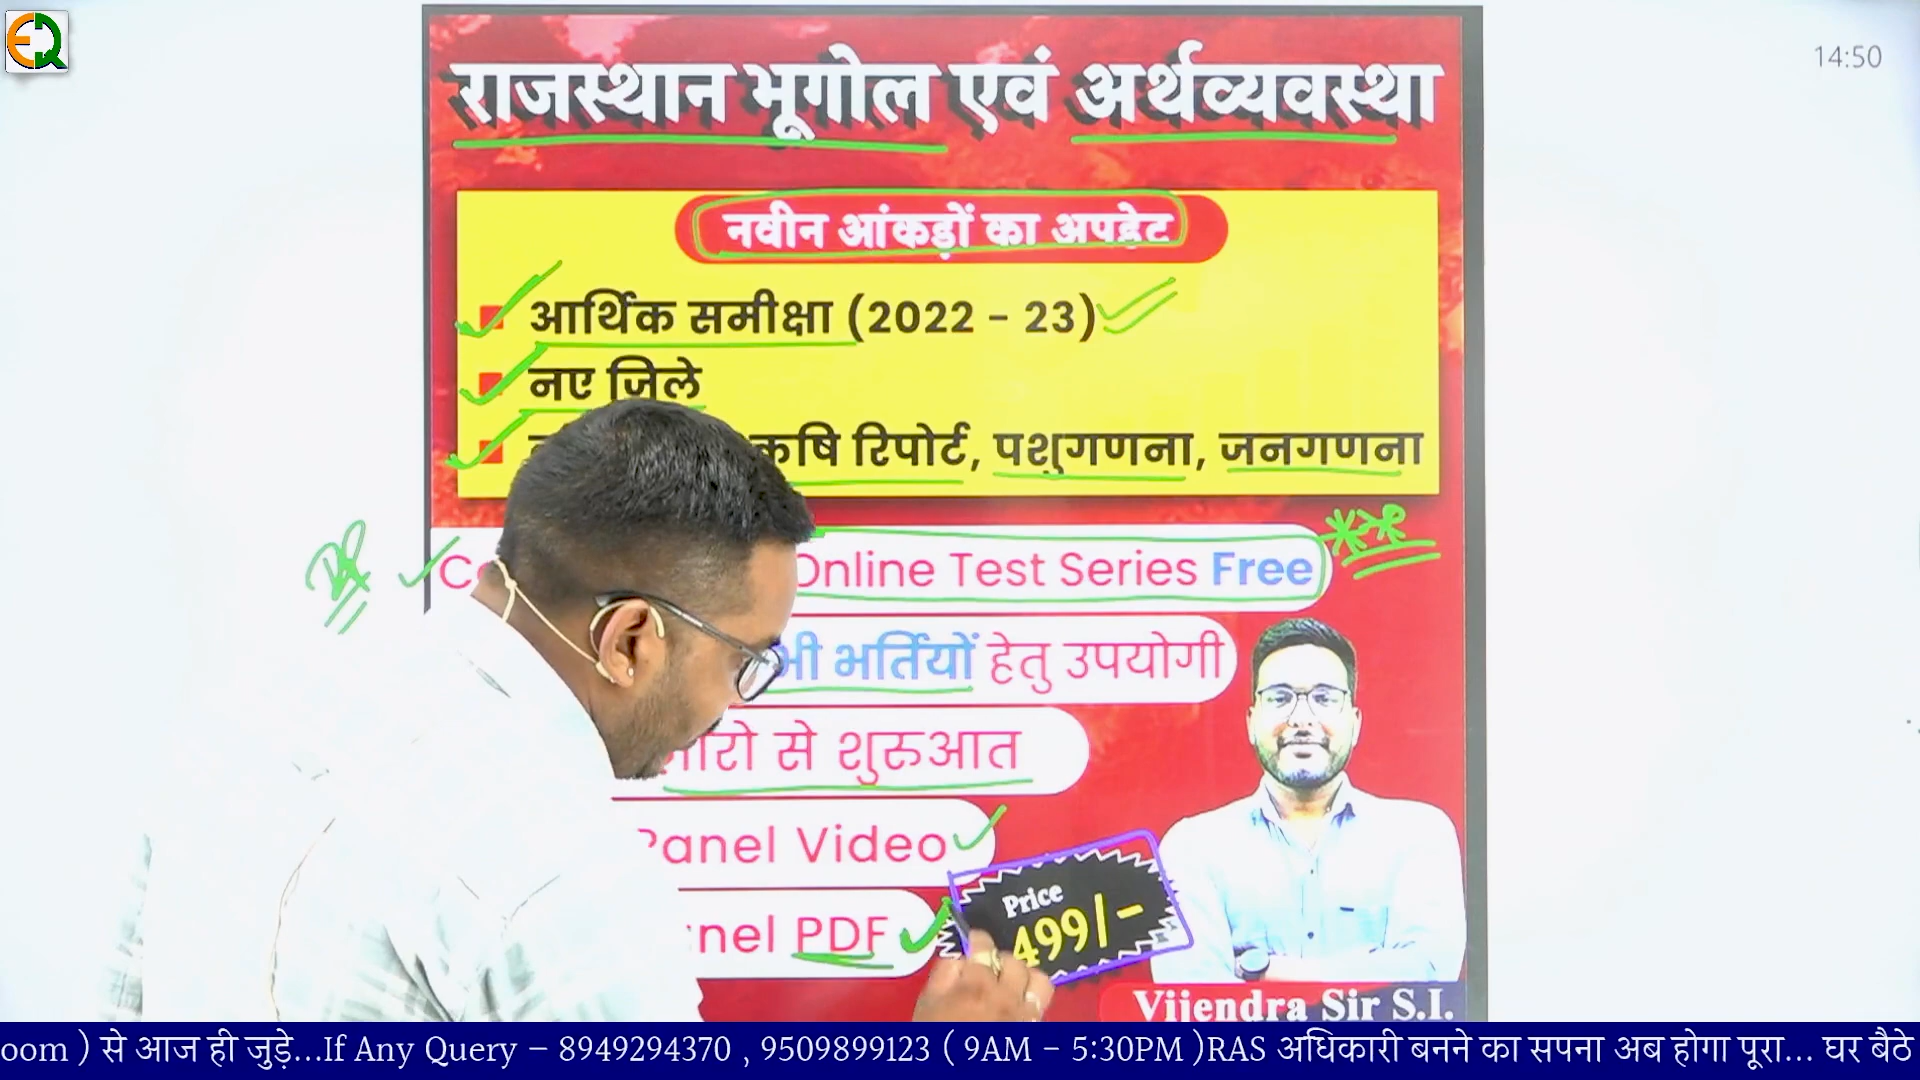 EQ
14:50
राजस्थान भूगोल एवं अर्थव्यवस्था
नवीन आंकड़ों का अपडेट
आर्थिक समीक्षा (2022 - 23)
नए जिले
कृषि रिपोर्ट, पशुगणना, जनगणना
Online Test Series Free
भर्तियों हेतु उपयोगी
से शुरुआत
Panel Video
PDF
Price
499/-
Vijendra Sir S.I.
) से आज ही जुड़े...If Any Query – 8949294370 , 9509899123 ( 9AM – 5:30PM )RAS अधिकारी बनने का सपना अब होगा पूरा... घर बैठे